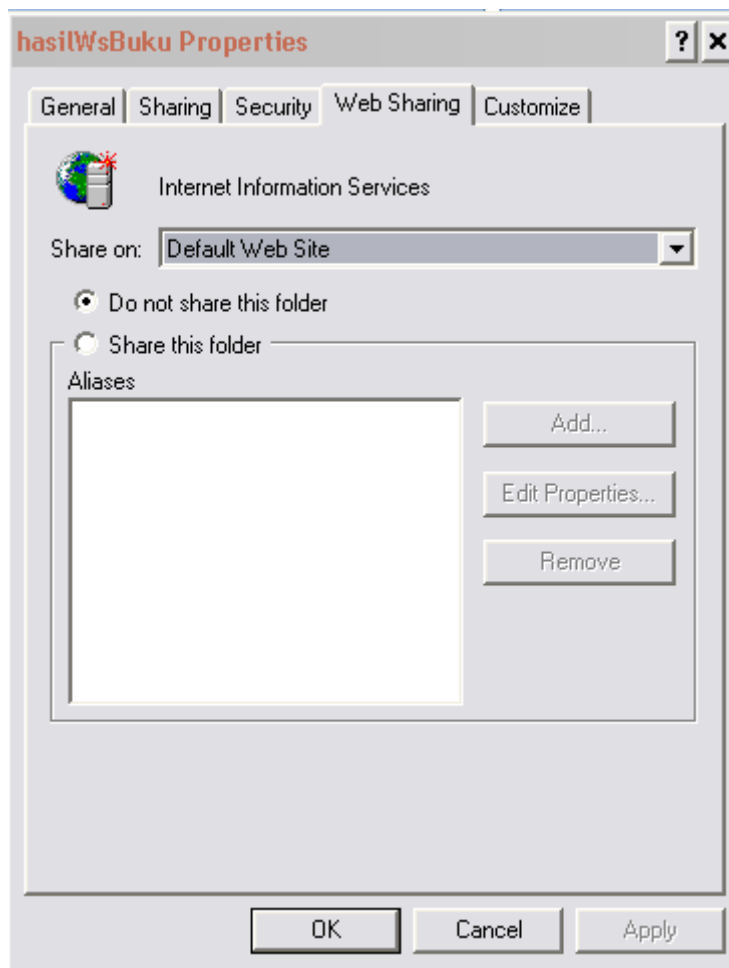 hasilWsBuku Properties
General Sharing Security Web Sharing Customize
Internet Information Services
Share on: Default Web Site
Do not share this folder
Share this folder
Aliases
Add...
Edit Properties...
Remove
OK Cancel Apply